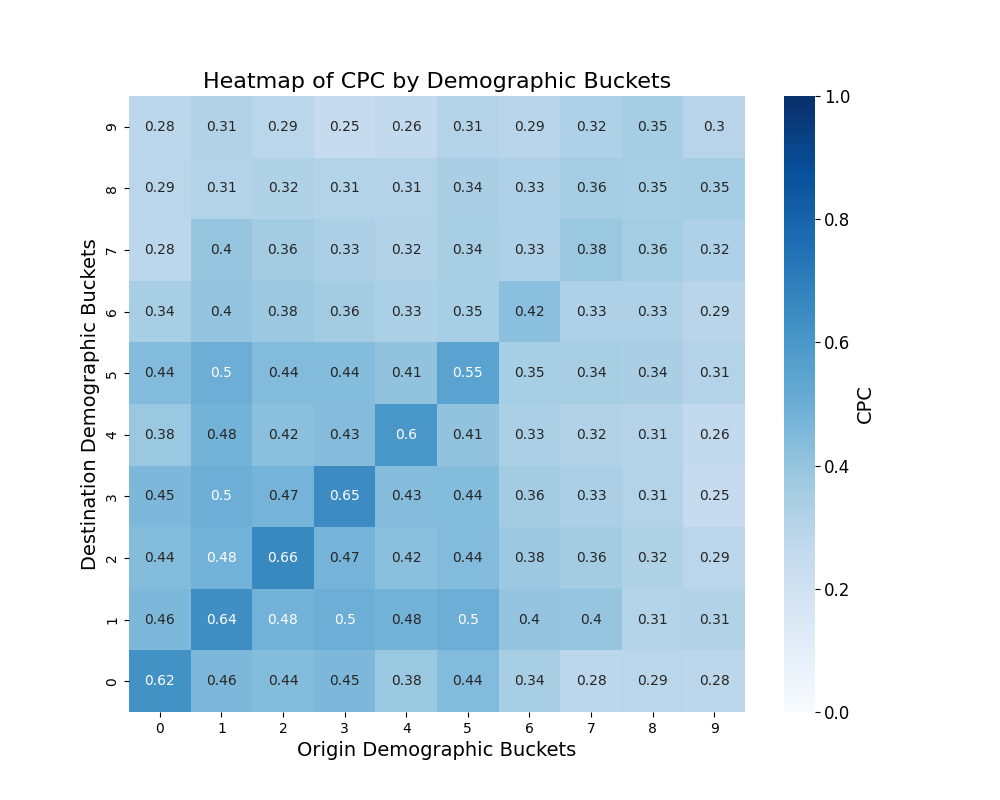 Heatmap of CPC by Demographic Buckets
9 0.28 0.31 0.29 0.25 0.26 0.31 0.29 0.32 0.35 0.3
8 0.29 0.31 0.32 0.31 0.31 0.34 0.33 0.36 0.35 0.35
7 0.28 0.4 0.36 0.33 0.32 0.34 0.33 0.38 0.36 0.32
6 0.34 0.4 0.38 0.36 0.33 0.35 0.42 0.33 0.33 0.29
5 0.44 0.5 0.44 0.44 0.41 0.55 0.35 0.34 0.34 0.31
4 0.38 0.48 0.42 0.43 0.6 0.41 0.33 0.32 0.31 0.26
3 0.45 0.5 0.47 0.65 0.43 0.44 0.36 0.33 0.31 0.25
2 0.44 0.48 0.66 0.47 0.42 0.44 0.38 0.36 0.32 0.29
1 0.46 0.64 0.48 0.5 0.48 0.5 0.4 0.4 0.31 0.31
0 0.62 0.46 0.44 0.45 0.38 0.44 0.34 0.28 0.29 0.28
0 1 2 3 4 5 6 7 8 9
Origin Demographic Buckets
Destination Demographic Buckets
1.0
0.8
0.6
0.4
0.2
0.0
CPC